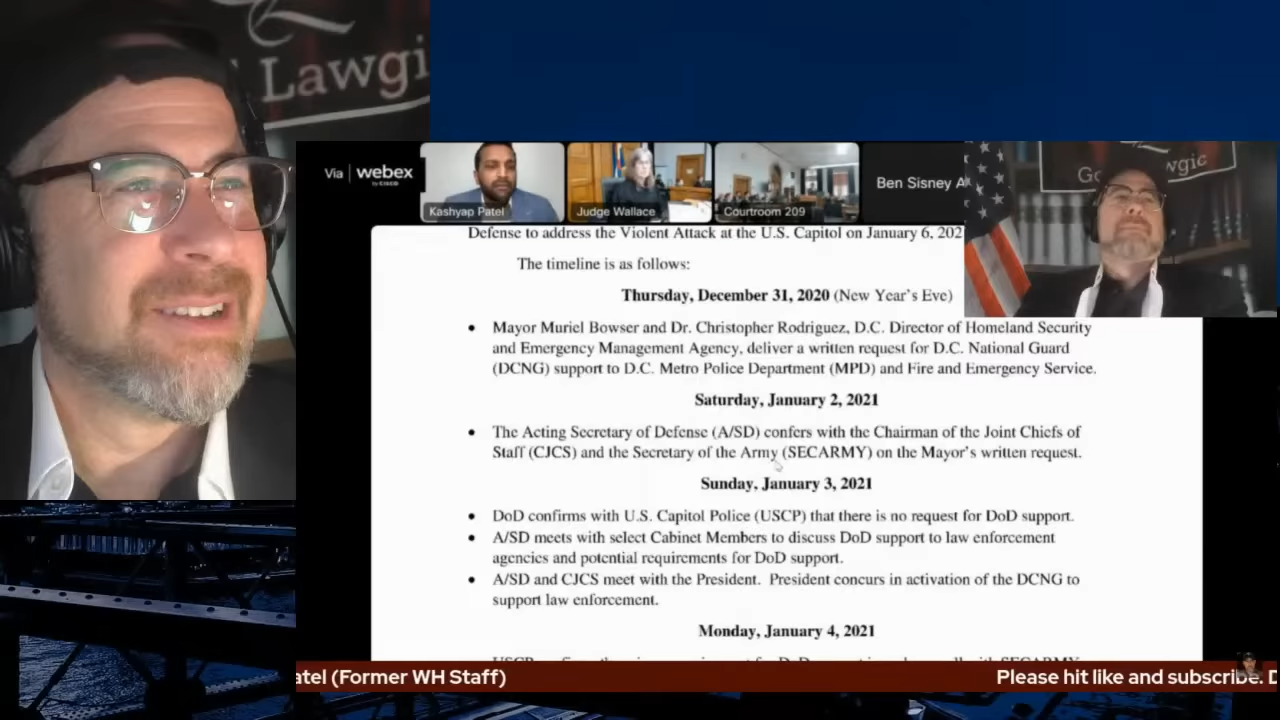 Lawgi
Via webex
by CISCO
Kashyap Patel
Judge Wallace
Courtroom 209
Ben Sisney A
Go wgic
Defense to address the Violent Attack at the U.S. Capitol on January 6, 202
The timeline is as follows:
Thursday, December 31, 2020 (New Year's Eve)
• Mayor Muriel Bowser and Dr. Christopher Rodriguez, D.C. Director of Homeland Security
and Emergency Management Agency, deliver a written request for D.C. National Guard
(DCNG) support to D.C. Metro Police Department (MPD) and Fire and Emergency Service.
Saturday, January 2, 2021
• The Acting Secretary of Defense (A/SD) confers with the Chairman of the Joint Chiefs of
Staff (CJCS) and the Secretary of the Army (SECARMY) on the Mayor's written request.
Sunday, January 3, 2021
• DoD confirms with U.S. Capitol Police (USCP) that there is no request for DoD support.
• A/SD meets with select Cabinet Members to discuss DoD support to law enforcement
agencies and potential requirements for DoD support.
• A/SD and CJCS meet with the President. President concurs in activation of the DCNG to
support law enforcement.
Monday, January 4, 2021
atel (Former WH Staff)
Please hit like and subscribe. D